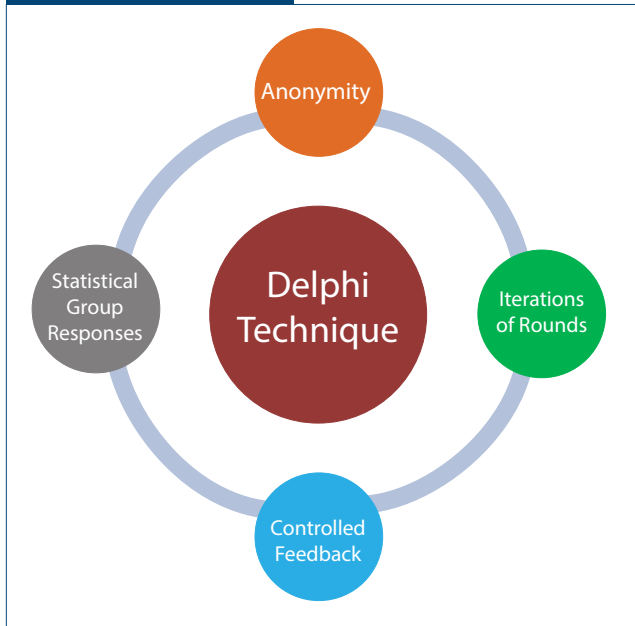 Anonymity
Delphi
Technique
Statistical
Group
Responses
Iterations
of Rounds
Controlled
Feedback